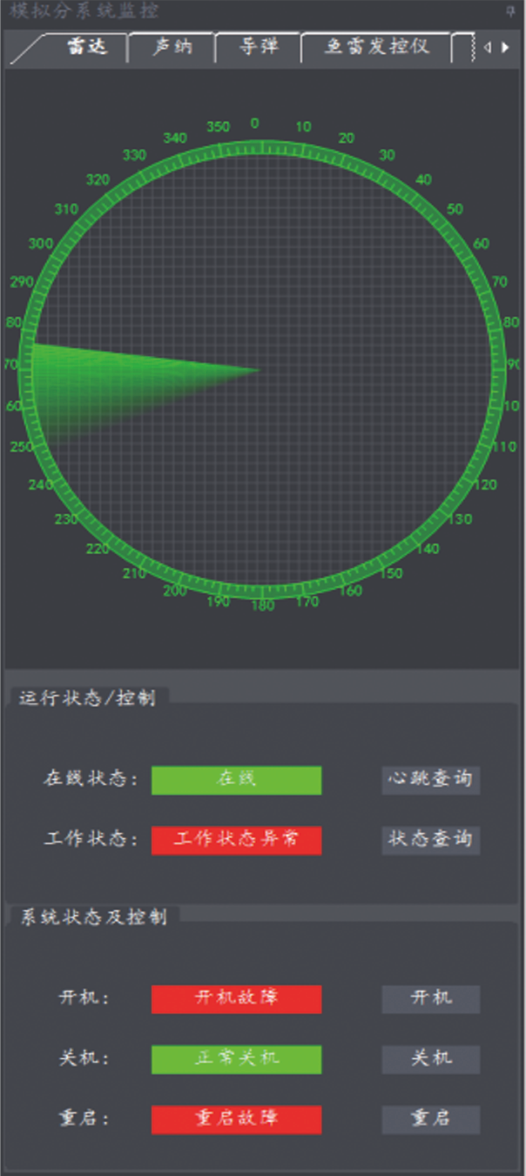 模拟分系统监控
雷达 声纳 导弹 鱼雷发控仪
350 0 10
340 20
330 30
320 40
310 50
300 60
290 70
80 80
70 90
60 10
250 110
240 120
230 130
220 140
210 150
200 160
190 180 170
运行状态/控制
在线状态: 在线 心跳查询
工作状态: 工作状态异常 状态查询
系统状态及控制
开机: 开机故障 开机
关机: 正常关机 关机
重启: 重启故障 重启